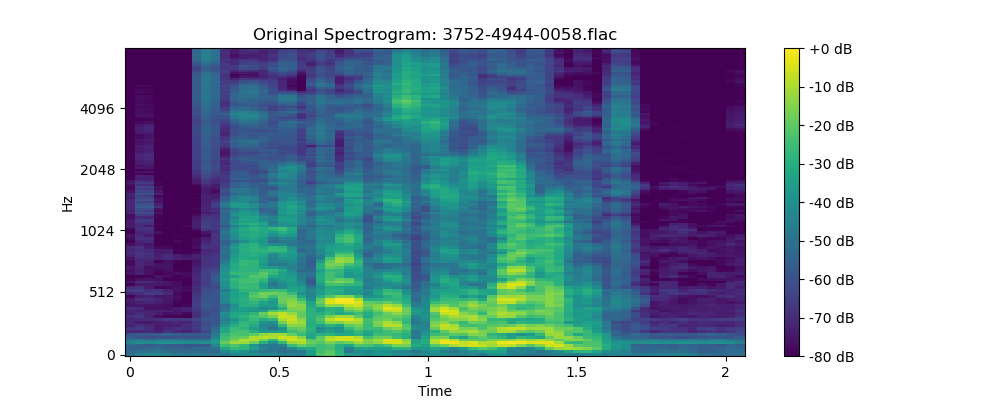 Original Spectrogram: 3752-4944-0058.flac
Hz
4096
2048
1024
512
0
0
0.5
1
1.5
2
Time
+0 dB
-10 dB
-20 dB
-30 dB
-40 dB
-50 dB
-60 dB
-70 dB
-80 dB